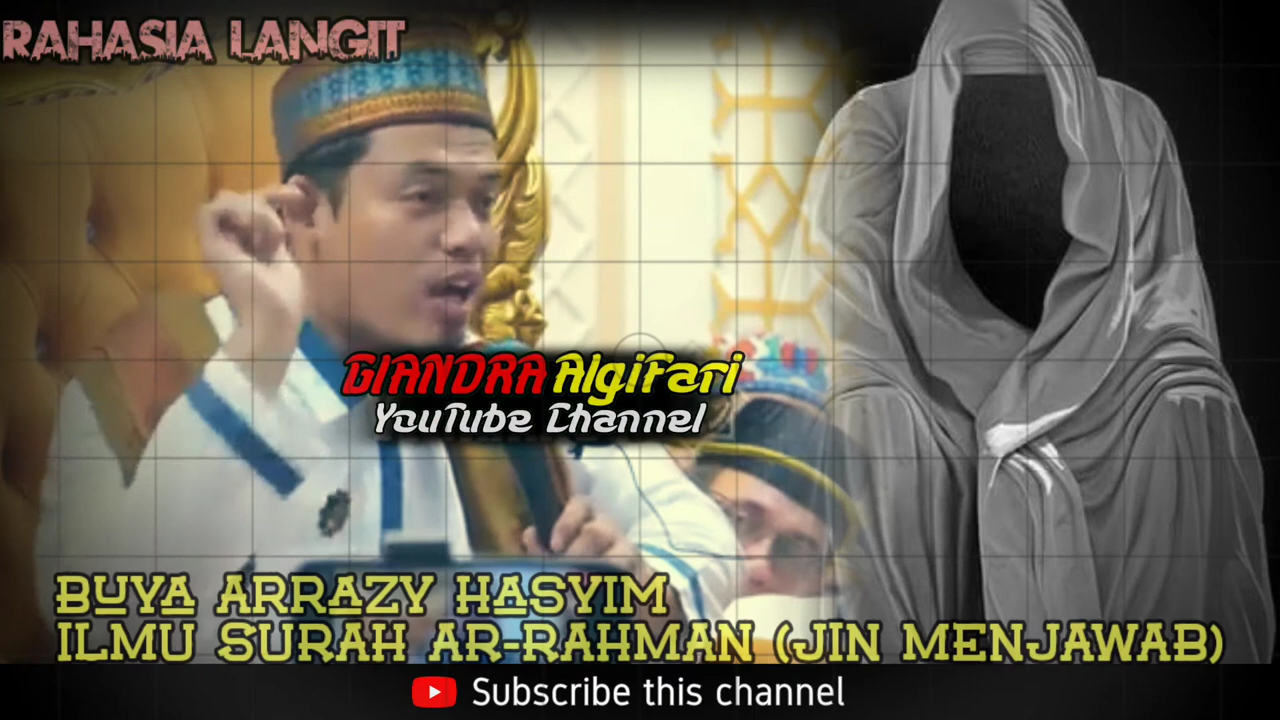 RAHASIA LANGIT
GIANDRA AlgiFari
YouTube Channel
BUYA ARRAZY HASYIM
ILMU SURAH AR-RAHMAN (JIN MENJAWAB)
Subscribe this channel